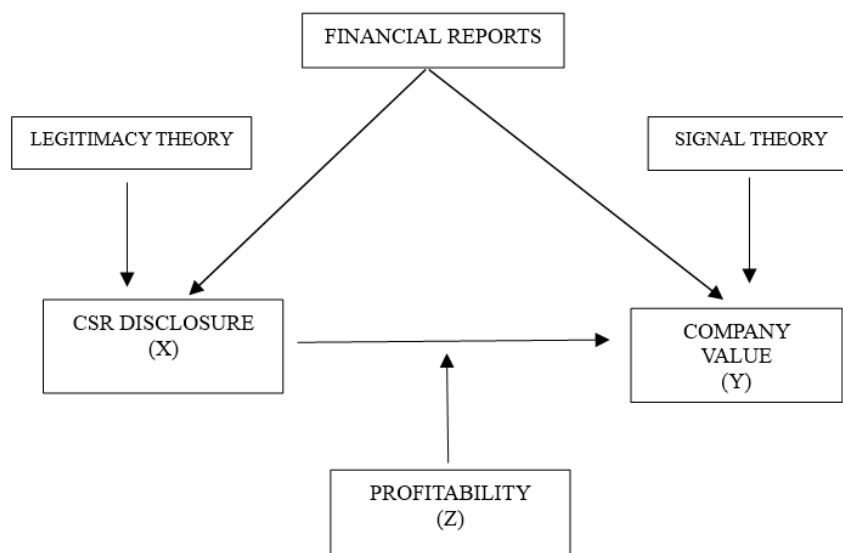 FINANCIAL REPORTS
LEGITIMACY THEORY
SIGNAL THEORY
CSR DISCLOSURE
(X)
COMPANY
VALUE
(Y)
PROFITABILITY
(Z)